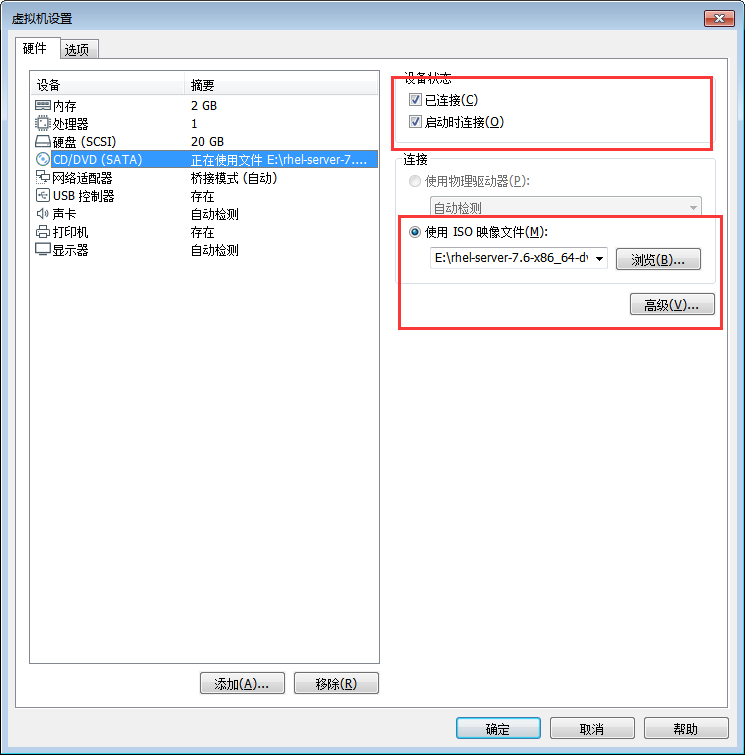 虚拟机设置
硬件 选项
设备 摘要
内存 2 GB
处理器 1
硬盘 (SCSI) 20 GB
CD/DVD (SATA) 正在使用文件 E:\rhel-server-7....
网络适配器 桥接模式 (自动)
USB 控制器 存在
声卡 自动检测
打印机 存在
显示器 自动检测
添加(A)... 移除(R)
设备状态
已连接(C)
启动时连接(O)
连接
使用物理驱动器(P):
自动检测
使用 ISO 映像文件(M):
E:\rhel-server-7.6-x86_64-dv 浏览(B)...
高级(V)...
确定 取消 帮助